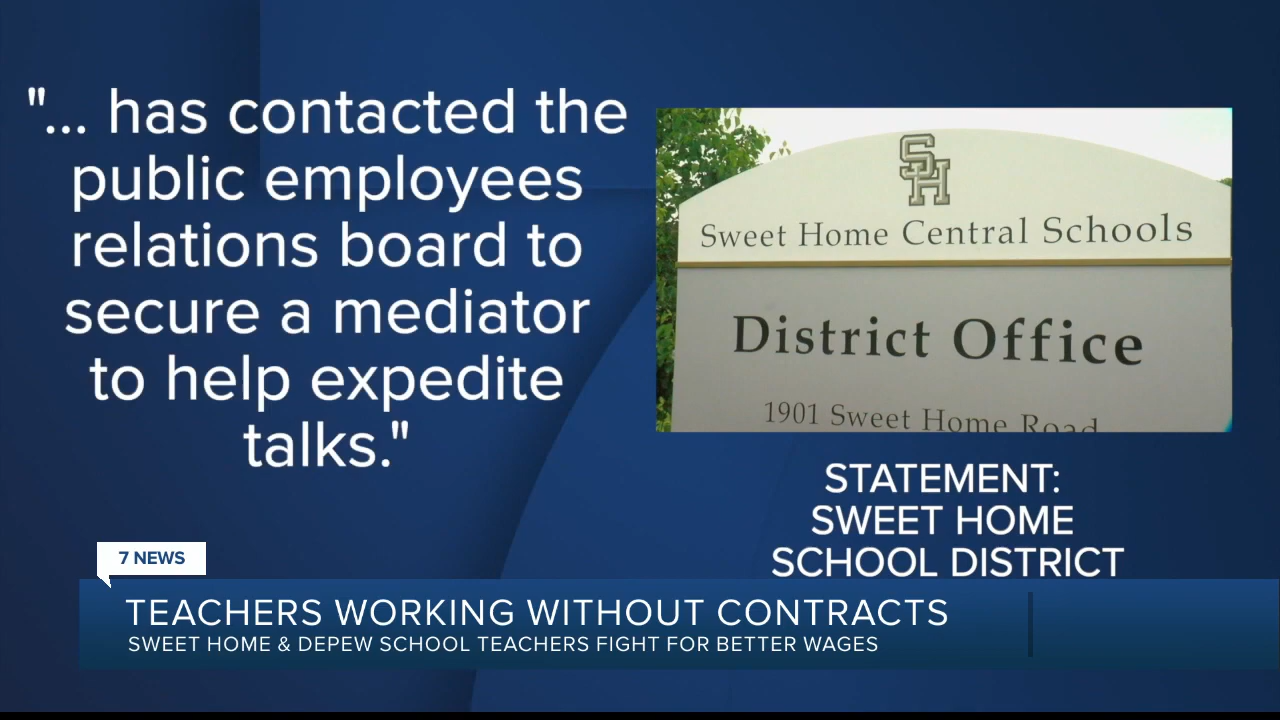 "... has contacted the
public employees
relations board to
secure a mediator
to help expedite
talks."
SH
Sweet Home Central Schools
District Office
1901 Sweet Home Road
STATEMENT:
SWEET HOME
SCHOOL DISTRICT
7 NEWS
TEACHERS WORKING WITHOUT CONTRACTS
SWEET HOME & DEPEW SCHOOL TEACHERS FIGHT FOR BETTER WAGES